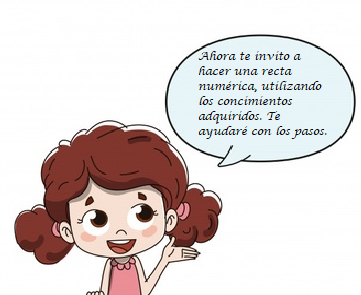 Ahora te invito a
hacer una recta
numérica, utilizando
los concimientos
adquiridos. Te
ayudaré con los pasos.